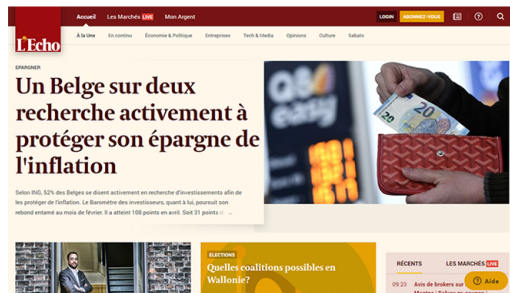 L'Echo
Accueil Les Marchés LIVE Mon Argent LOGIN ABONNEZ-VOUS
À la Une En continu Économie & Politique Entreprises Tech & Media Opinions Culture Sabato
EPARGNER
Un Belge sur deux
recherche activement à
protéger son épargne de
l'inflation
Selon ING, 52% des Belges se disent activement en recherche d'investissements afin de
les protéger de l'inflation. Le Baromètre des investisseurs, quant à lui, poursuit son
rebond entamé au mois de février. Il a atteint 108 points en avril. Soit 31 points d ...
easy
20
ELECTIONS
Quelles coalitions possibles en
Wallonie?
RÉCENTS LES MARCHÉS LIVE
09:23 Avis de brokers sur
Aide